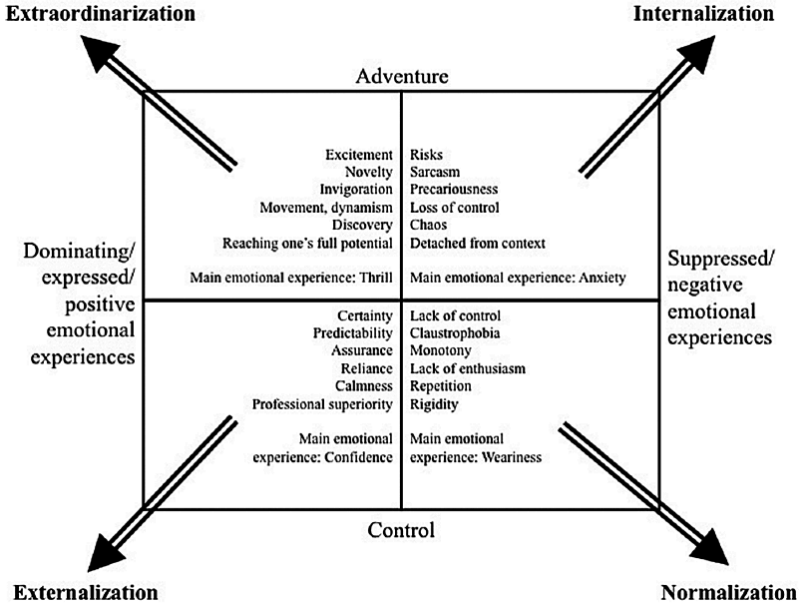 Extraordinarization
Internalization
Adventure
Excitement
Novelty
Invigoration
Movement, dynamism
Discovery
Reaching one's full potential
Main emotional experience: Thrill
Risks
Sarcasm
Precariousness
Loss of control
Chaos
Detached from context
Main emotional experience: Anxiety
Dominating/
expressed/
positive
emotional
experiences
Suppressed/
negative
emotional
experiences
Certainty
Predictability
Assurance
Reliance
Calmness
Professional superiority
Main emotional
experience: Confidence
Lack of control
Claustrophobia
Monotony
Lack of enthusiasm
Repetition
Rigidity
Main emotional
experience: Weariness
Control
Externalization
Normalization